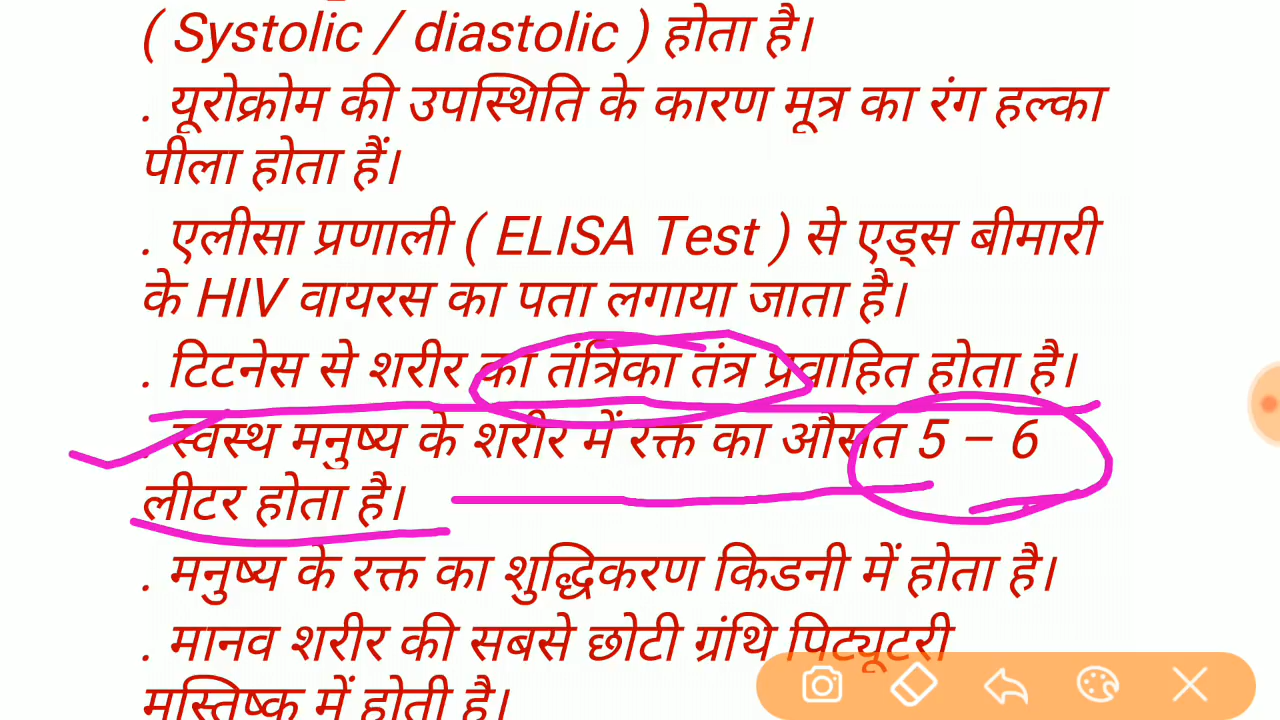 ( Systolic / diastolic ) होता है।
. यूरोक्रोम की उपस्थिति के कारण मूत्र का रंग हल्का
पीला होता हैं।
. एलीसा प्रणाली ( ELISA Test ) से एड्स बीमारी
के HIV वायरस का पता लगाया जाता है।
. टिटनेस से शरीर का तंत्रिका तंत्र प्रवाहित होता है।
. स्वस्थ मनुष्य के शरीर में रक्त का औसत 5 – 6
लीटर होता है।
. मनुष्य के रक्त का शुद्धिकरण किडनी में होता है।
. मानव शरीर की सबसे छोटी ग्रंथि पिट्यूटरी
मस्तिष्क में होती है।